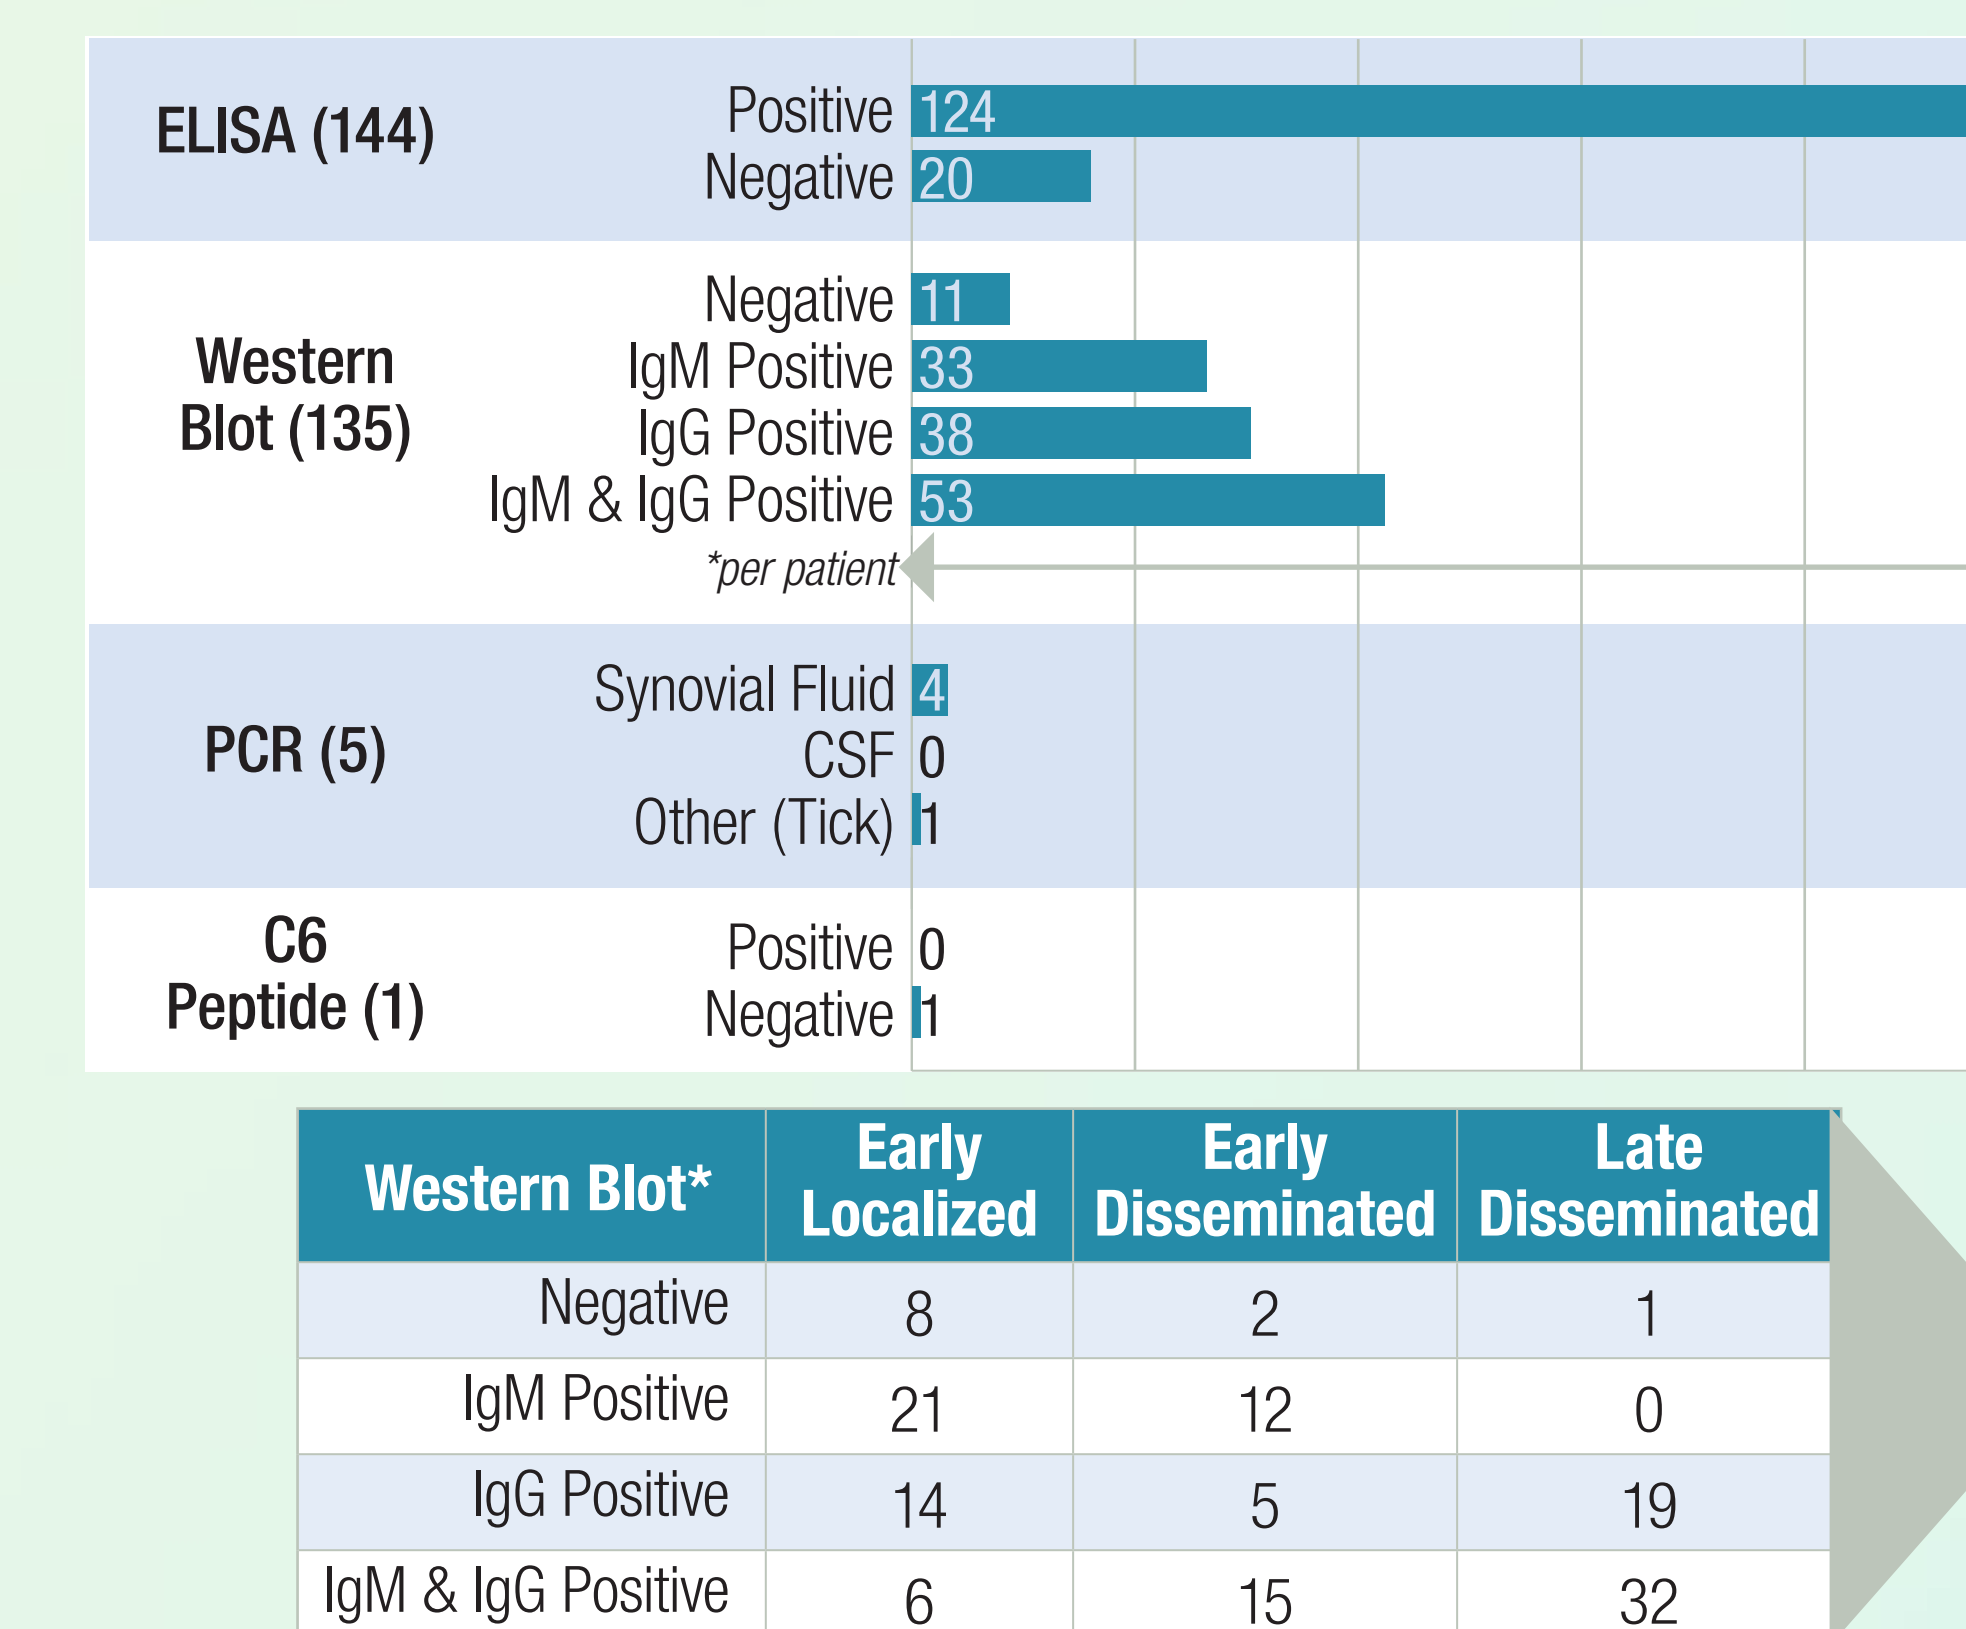 ELISA (144)
Positive 124
Negative 20
Western
Blot (135)
Negative 11
IgM Positive 33
IgG Positive 38
IgM & IgG Positive 53
*per patient
PCR (5)
Synovial Fluid 4
CSF 0
Other (Tick) 1
C6
Peptide (1)
Positive 0
Negative 1
Western Blot* Early Localized Early Disseminated Late Disseminated
Negative 8 2 1
IgM Positive 21 12 0
IgG Positive 14 5 19
IgM & IgG Positive 6 15 32